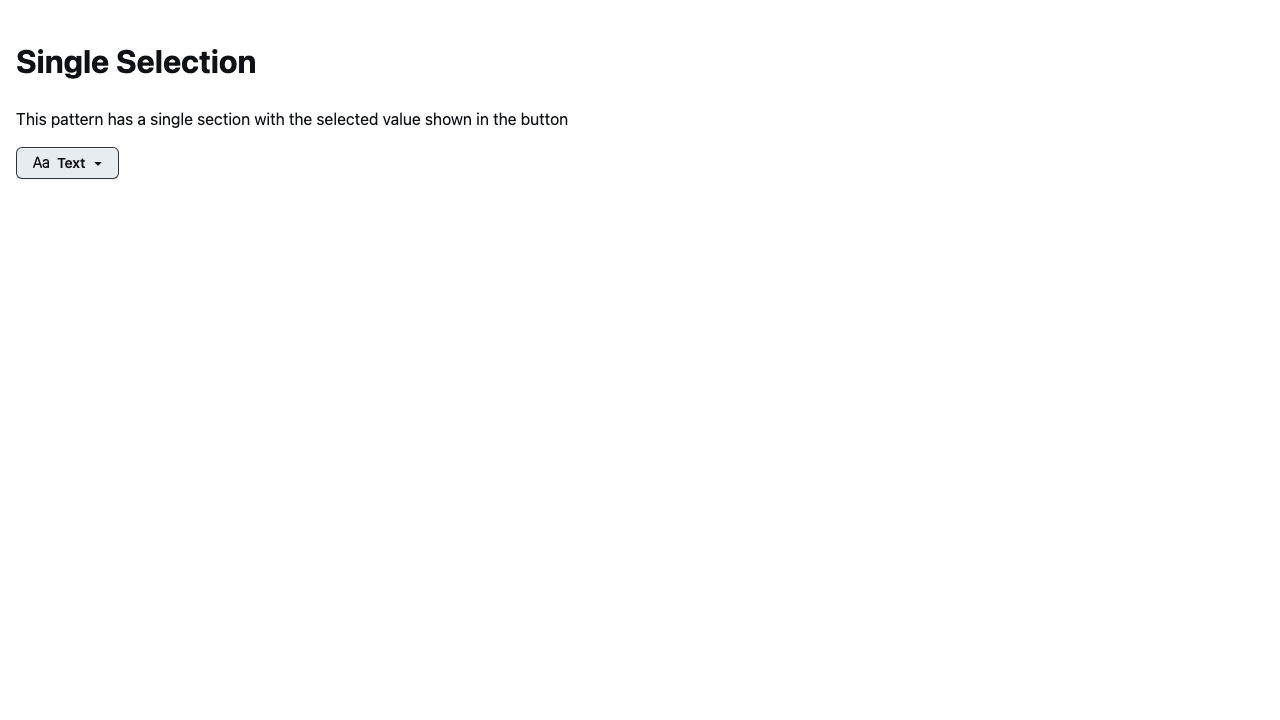 Single Selection
This pattern has a single section with the selected value shown in the button
Aa Text